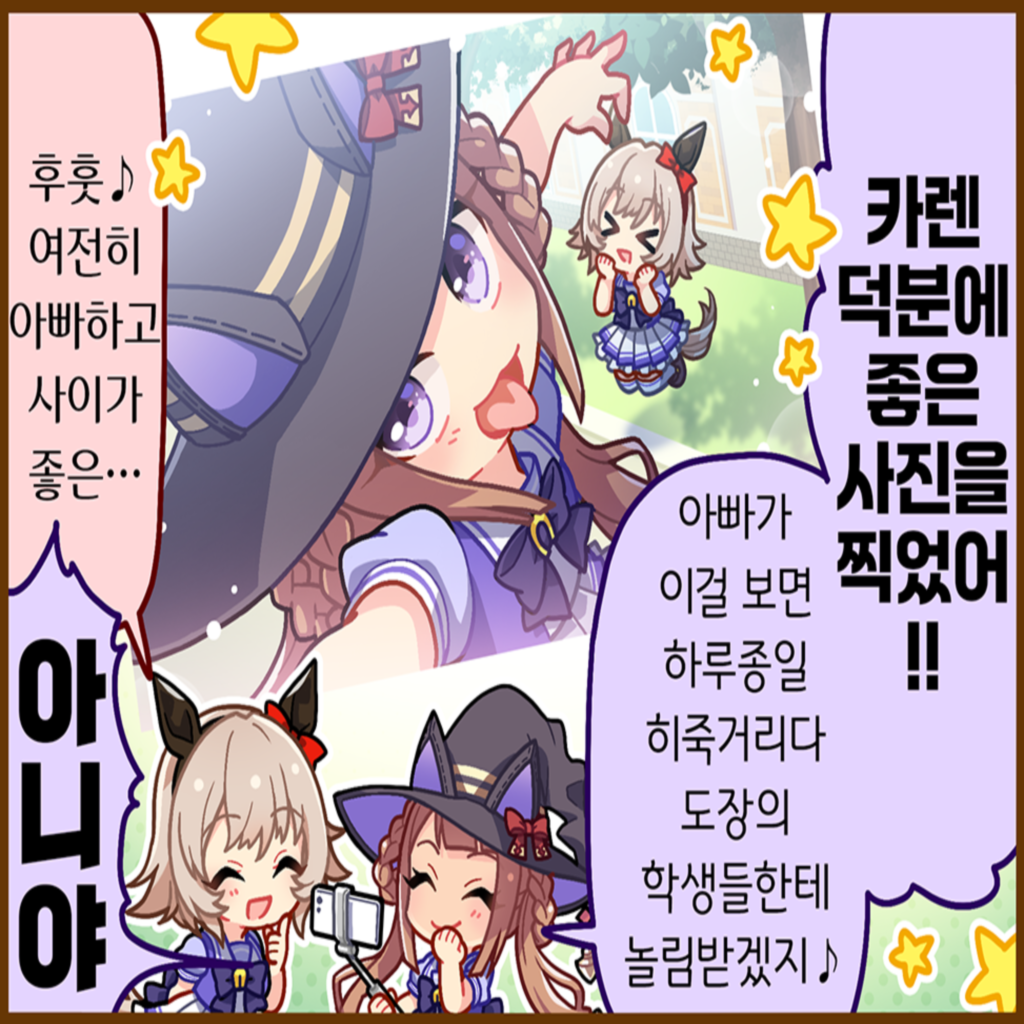 카렌
덕분에
좋은
사진을
찍었어
!!
아빠가
이걸 보면
하루종일
히죽거리다
도장의
학생들한테
놀림받겠지♪
후훗♪
여전히
아빠하고
사이가
좋은…
아니야